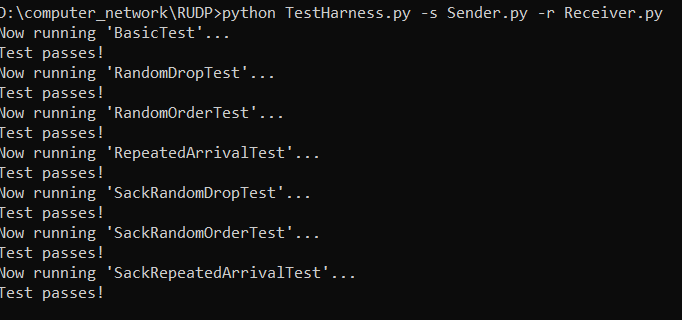 D:\computer_network\RUDP>python TestHarness.py -s Sender.py -r Receiver.py
Now running 'BasicTest'...
Test passes!
Now running 'RandomDropTest'...
Test passes!
Now running 'RandomOrderTest'...
Test passes!
Now running 'RepeatedArrivalTest'...
Test passes!
Now running 'SackRandomDropTest'...
Test passes!
Now running 'SackRandomOrderTest'...
Test passes!
Now running 'SackRepeatedArrivalTest'...
Test passes!